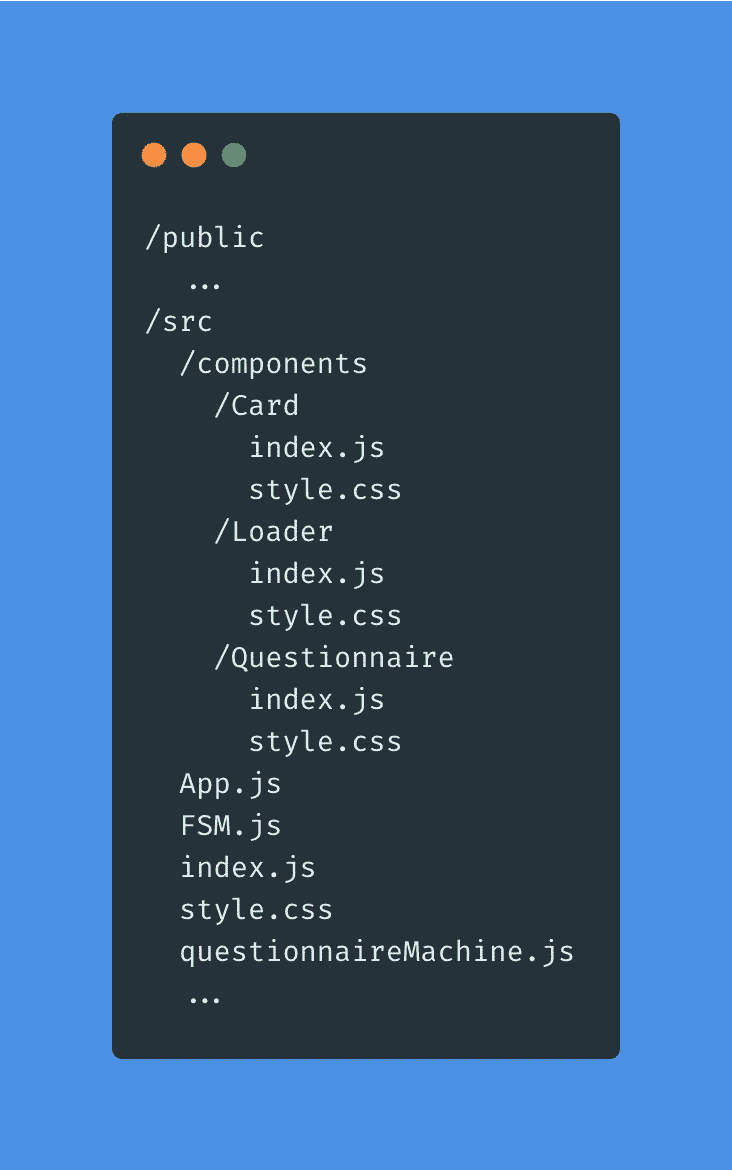 /public
...
/src
/components
/Card
index.js
style.css
/Loader
index.js
style.css
/Questionnaire
index.js
style.css
App.js
FSM.js
index.js
style.css
questionnaireMachine.js
...